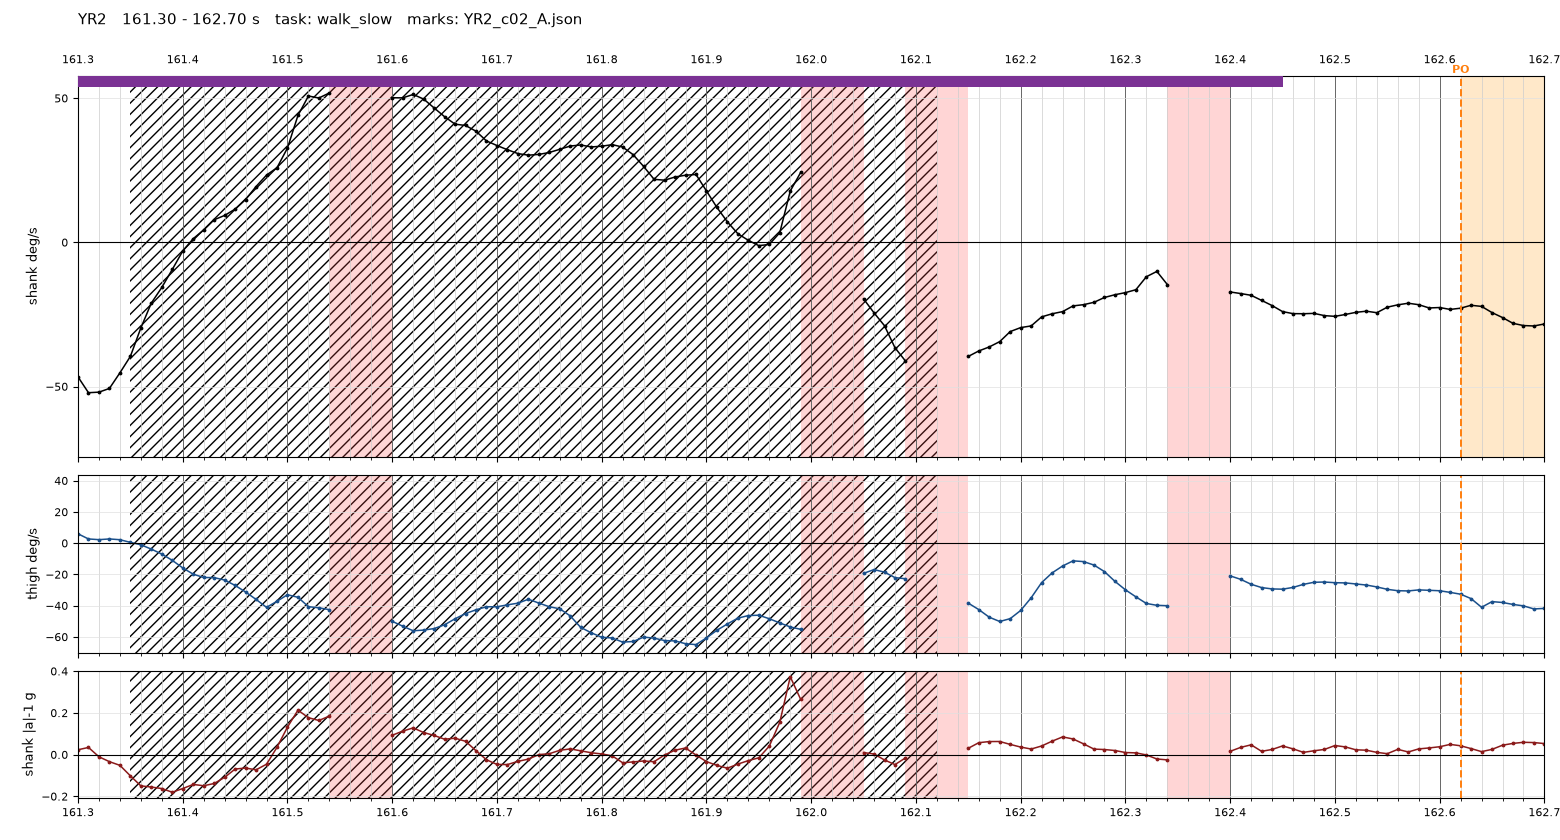 YR2   161.30 - 162.70 s   task: walk_slow   marks: YR2_c02_A.json
161.3 161.4 161.5 161.6 161.7 161.8 161.9 162.0 162.1 162.2 162.3 162.4 162.5 162.6 162.7
PO
50
0
−50
shank deg/s
40
20
0
−20
−40
−60
thigh deg/s
0.4
0.2
0.0
−0.2
shank |a|-1 g
161.3 161.4 161.5 161.6 161.7 161.8 161.9 162.0 162.1 162.2 162.3 162.4 162.5 162.6 162.7